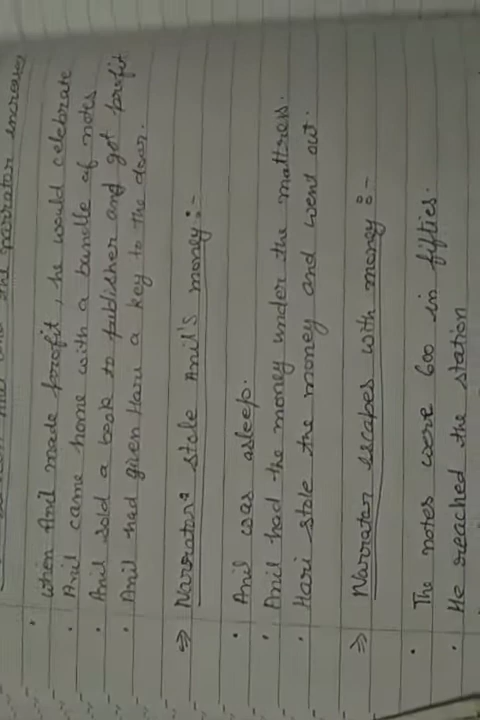 and the narrator increases
• When Anil made profit, he would celebrate
• Anil came home with a bundle of notes
• Anil sold a book to publisher and got profit
• Anil had given Hari a key to the door.
⇒ Narrator stole Anil's money :-
• Anil was asleep.
• Anil had the money under the mattress.
• Hari stole the money and went out.
⇒ Narrator escapes with money :-
• The notes were 600 in fifties.
• He reached the station